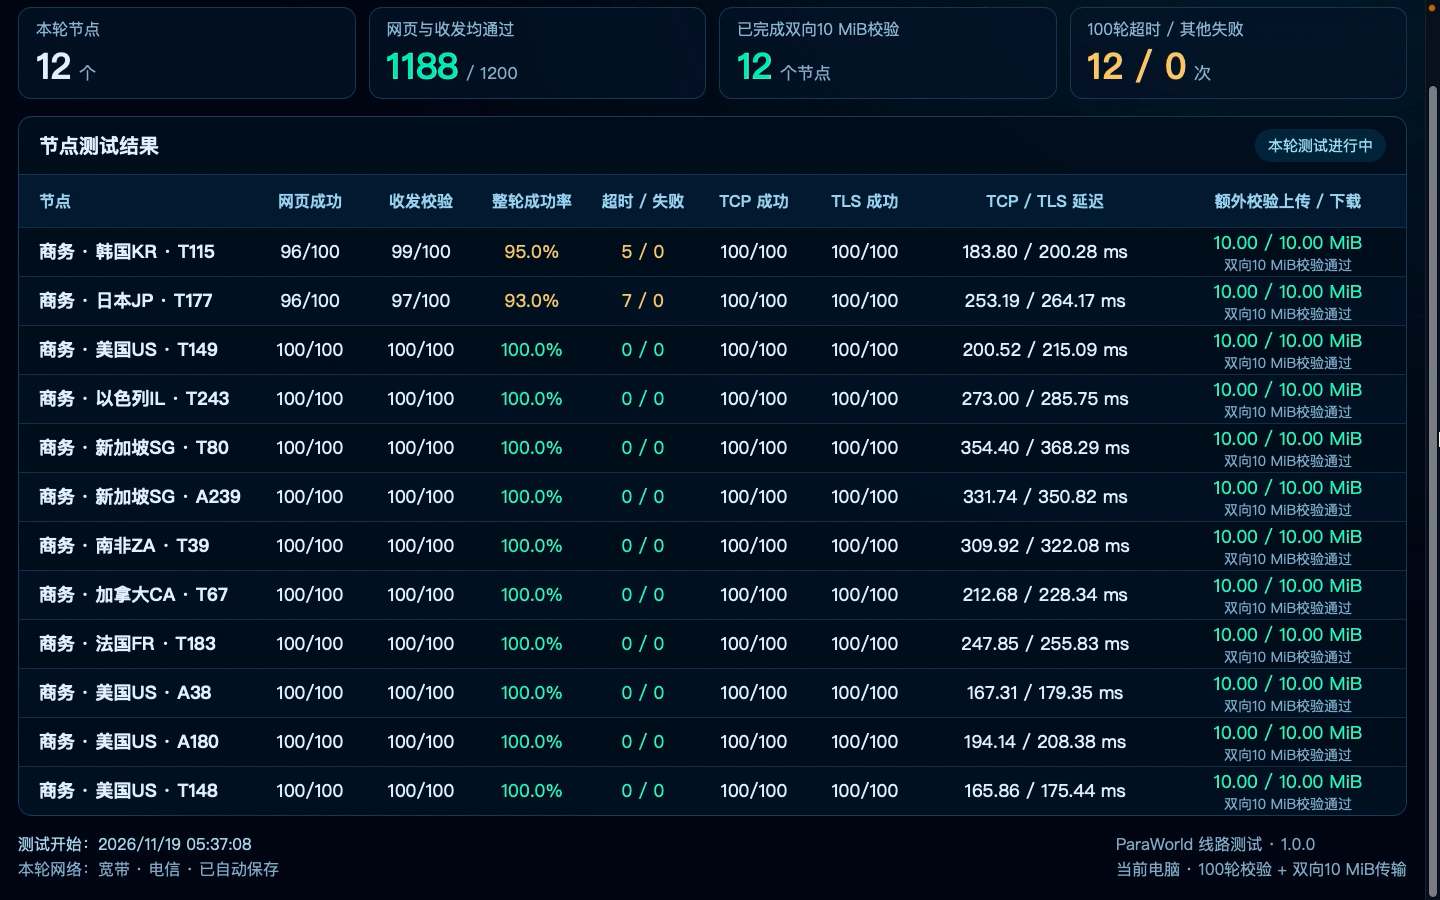 本轮节点 网页与收发均通过 已完成双向10 MiB校验 100轮超时 / 其他失败
12 个 1188 / 1200 12 个节点 12 / 0 次
节点测试结果 本轮测试进行中
节点 网页成功 收发校验 整轮成功率 超时 / 失败 TCP 成功 TLS 成功 TCP / TLS 延迟 额外校验上传 / 下载
商务 · 韩国KR · T115 96/100 99/100 95.0% 5 / 0 100/100 100/100 183.80 / 200.28 ms 10.00 / 10.00 MiB
双向10 MiB校验通过
商务 · 日本JP · T177 96/100 97/100 93.0% 7 / 0 100/100 100/100 253.19 / 264.17 ms 10.00 / 10.00 MiB
双向10 MiB校验通过
商务 · 美国US · T149 100/100 100/100 100.0% 0 / 0 100/100 100/100 200.52 / 215.09 ms 10.00 / 10.00 MiB
双向10 MiB校验通过
商务 · 以色列IL · T243 100/100 100/100 100.0% 0 / 0 100/100 100/100 273.00 / 285.75 ms 10.00 / 10.00 MiB
双向10 MiB校验通过
商务 · 新加坡SG · T80 100/100 100/100 100.0% 0 / 0 100/100 100/100 354.40 / 368.29 ms 10.00 / 10.00 MiB
双向10 MiB校验通过
商务 · 新加坡SG · A239 100/100 100/100 100.0% 0 / 0 100/100 100/100 331.74 / 350.82 ms 10.00 / 10.00 MiB
双向10 MiB校验通过
商务 · 南非ZA · T39 100/100 100/100 100.0% 0 / 0 100/100 100/100 309.92 / 322.08 ms 10.00 / 10.00 MiB
双向10 MiB校验通过
商务 · 加拿大CA · T67 100/100 100/100 100.0% 0 / 0 100/100 100/100 212.68 / 228.34 ms 10.00 / 10.00 MiB
双向10 MiB校验通过
商务 · 法国FR · T183 100/100 100/100 100.0% 0 / 0 100/100 100/100 247.85 / 255.83 ms 10.00 / 10.00 MiB
双向10 MiB校验通过
商务 · 美国US · A38 100/100 100/100 100.0% 0 / 0 100/100 100/100 167.31 / 179.35 ms 10.00 / 10.00 MiB
双向10 MiB校验通过
商务 · 美国US · A180 100/100 100/100 100.0% 0 / 0 100/100 100/100 194.14 / 208.38 ms 10.00 / 10.00 MiB
双向10 MiB校验通过
商务 · 美国US · T148 100/100 100/100 100.0% 0 / 0 100/100 100/100 165.86 / 175.44 ms 10.00 / 10.00 MiB
双向10 MiB校验通过
测试开始：2026/11/19 05:37:08 ParaWorld 线路测试 · 1.0.0
本轮网络：宽带 · 电信 · 已自动保存 当前电脑 · 100轮校验 + 双向10 MiB传输